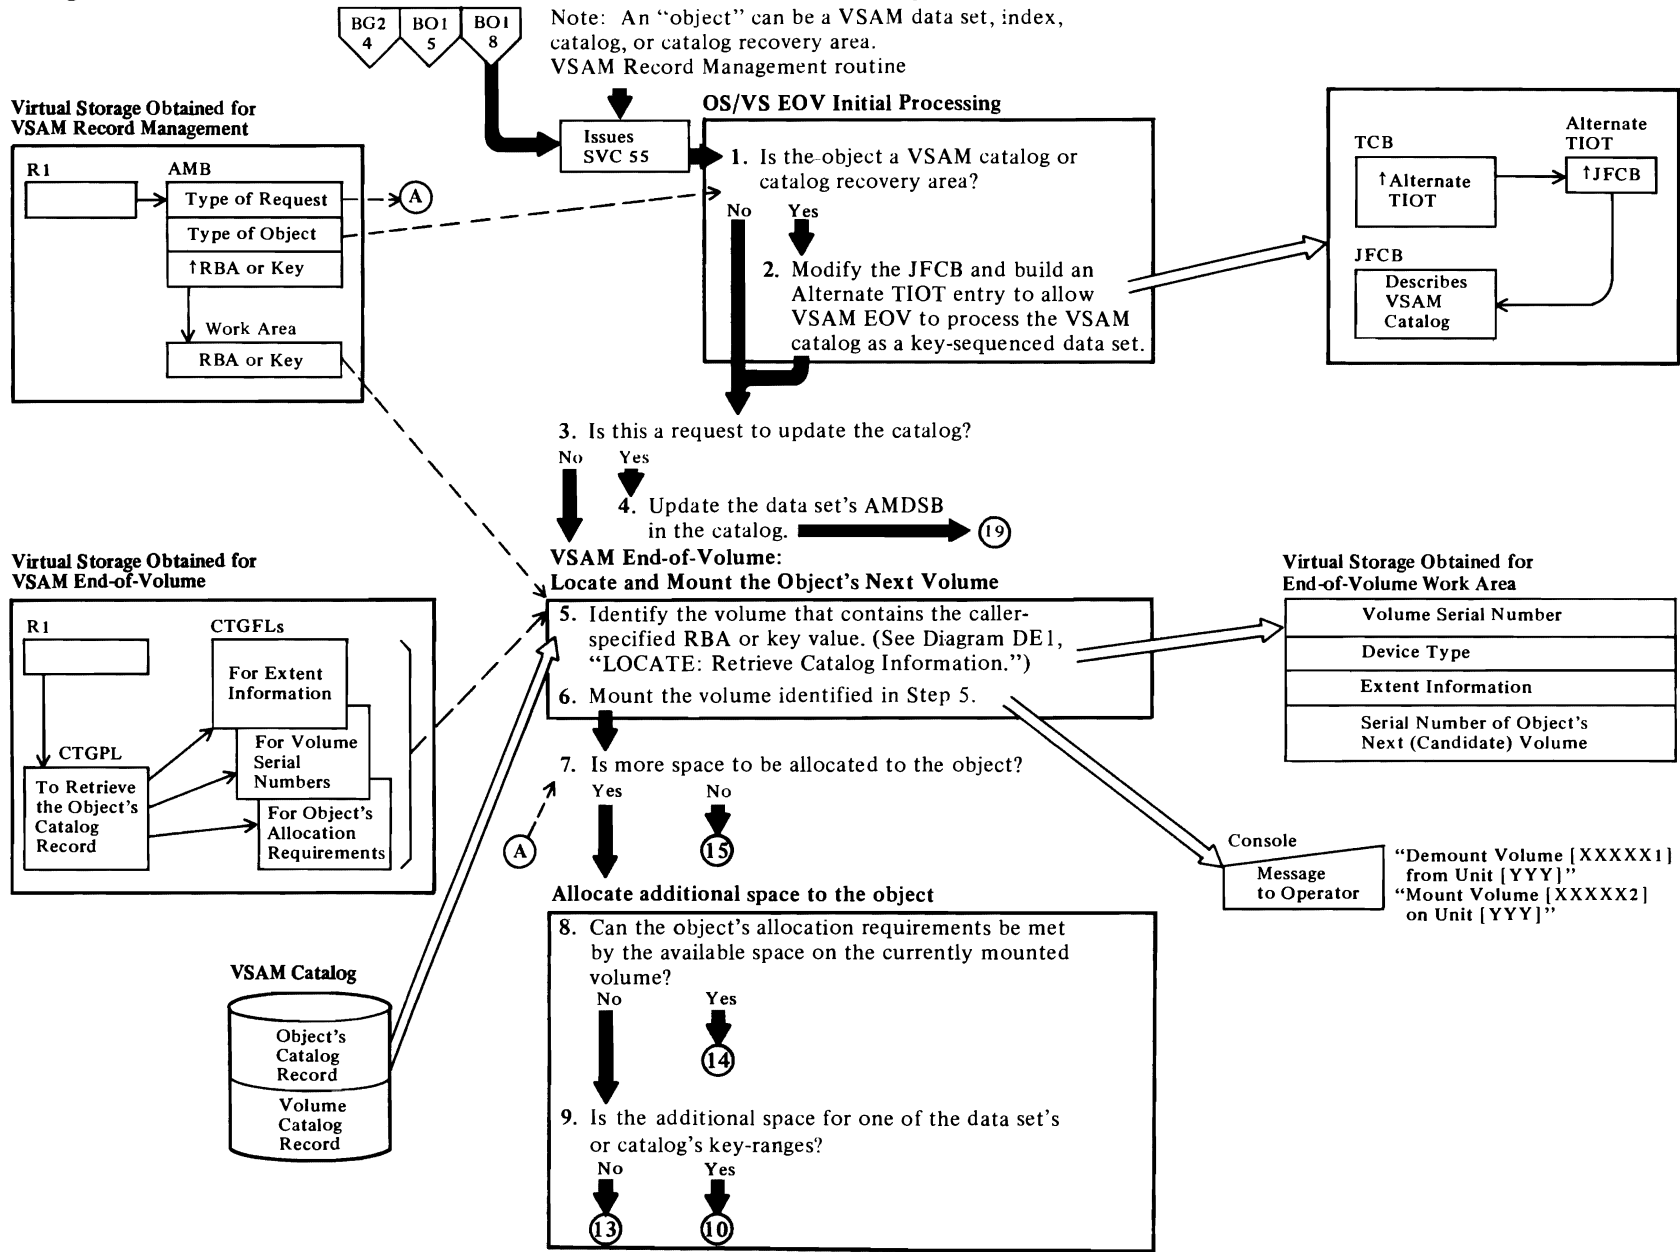 BG2
4
BO1
5
BO1
8
Note: An “object” can be a VSAM data set, index,
catalog, or catalog recovery area.
VSAM Record Management routine
Virtual Storage Obtained for
VSAM Record Management
R1
AMB
Type of Request
A
Type of Object
↑RBA or Key
Work Area
RBA or Key
Issues
SVC 55
OS/VS EOV Initial Processing
1. Is the object a VSAM catalog or
catalog recovery area?
No
Yes
2. Modify the JFCB and build an
Alternate TIOT entry to allow
VSAM EOV to process the VSAM
catalog as a key-sequenced data set.
TCB
↑Alternate
TIOT
Alternate
TIOT
↑JFCB
JFCB
Describes
VSAM
Catalog
3. Is this a request to update the catalog?
No
Yes
4. Update the data set's AMDSB
in the catalog.
19
Virtual Storage Obtained for
VSAM End-of-Volume
R1
CTGFLs
For Extent
Information
For Volume
Serial
Numbers
For Object's
Allocation
Requirements
CTGPL
To Retrieve
the Object's
Catalog
Record
VSAM End-of-Volume:
Locate and Mount the Object's Next Volume
5. Identify the volume that contains the caller-
specified RBA or key value. (See Diagram DE1,
“LOCATE: Retrieve Catalog Information.”)
6. Mount the volume identified in Step 5.
Virtual Storage Obtained for
End-of-Volume Work Area
Volume Serial Number
Device Type
Extent Information
Serial Number of Object's
Next (Candidate) Volume
7. Is more space to be allocated to the object?
Yes
No
A
15
Console
Message
to Operator
“Demount Volume [XXXXX1]
from Unit [YYY]”
“Mount Volume [XXXXX2]
on Unit [YYY]”
Allocate additional space to the object
8. Can the object's allocation requirements be met
by the available space on the currently mounted
volume?
No
Yes
14
VSAM Catalog
Object's
Catalog
Record
Volume
Catalog
Record
9. Is the additional space for one of the data set's
or catalog's key-ranges?
No
Yes
13
10